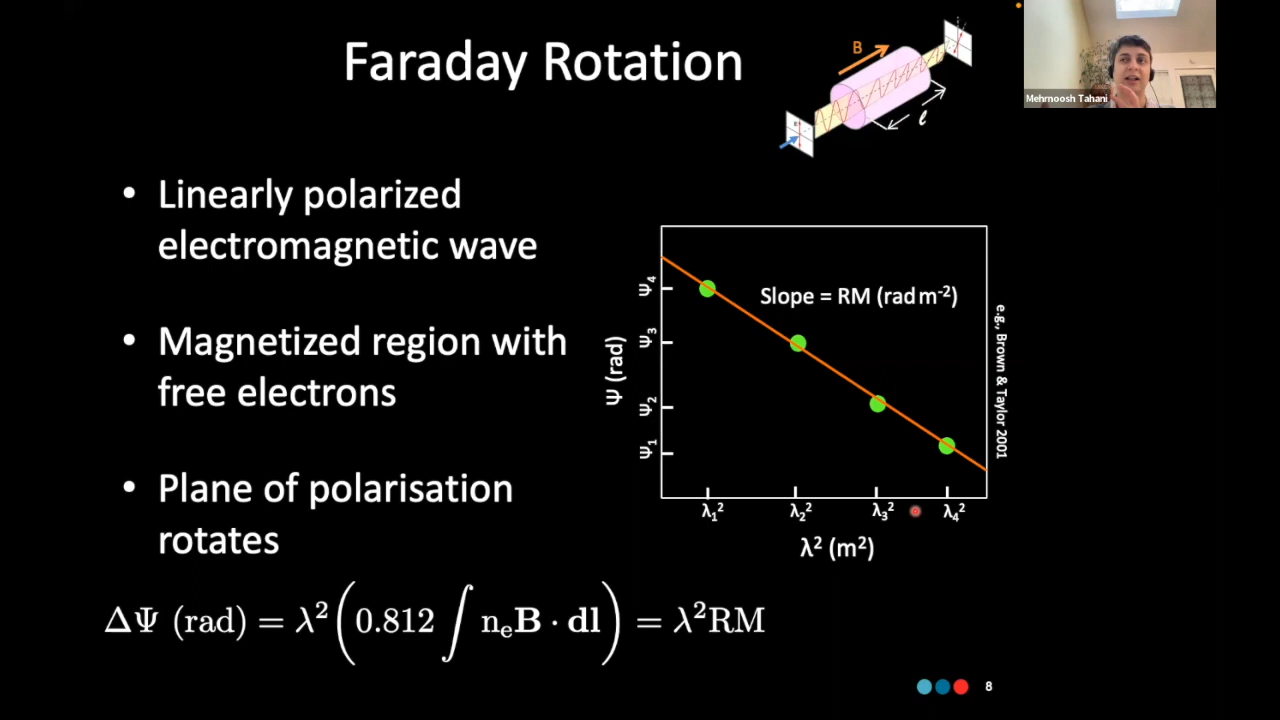 Faraday Rotation
B
ℓ
Mehrnoosh Tahani
• Linearly polarized
electromagnetic wave
• Magnetized region with
free electrons
• Plane of polarisation
rotates
Slope = RM (rad m⁻²)
Ψ (rad)
Ψ₄
Ψ₃
Ψ₂
Ψ₁
λ₁² λ₂² λ₃² λ₄²
λ² (m²)
e.g., Brown & Taylor 2001
ΔΨ (rad) = λ²(0.812 ∫ nₑB · dl) = λ²RM
8